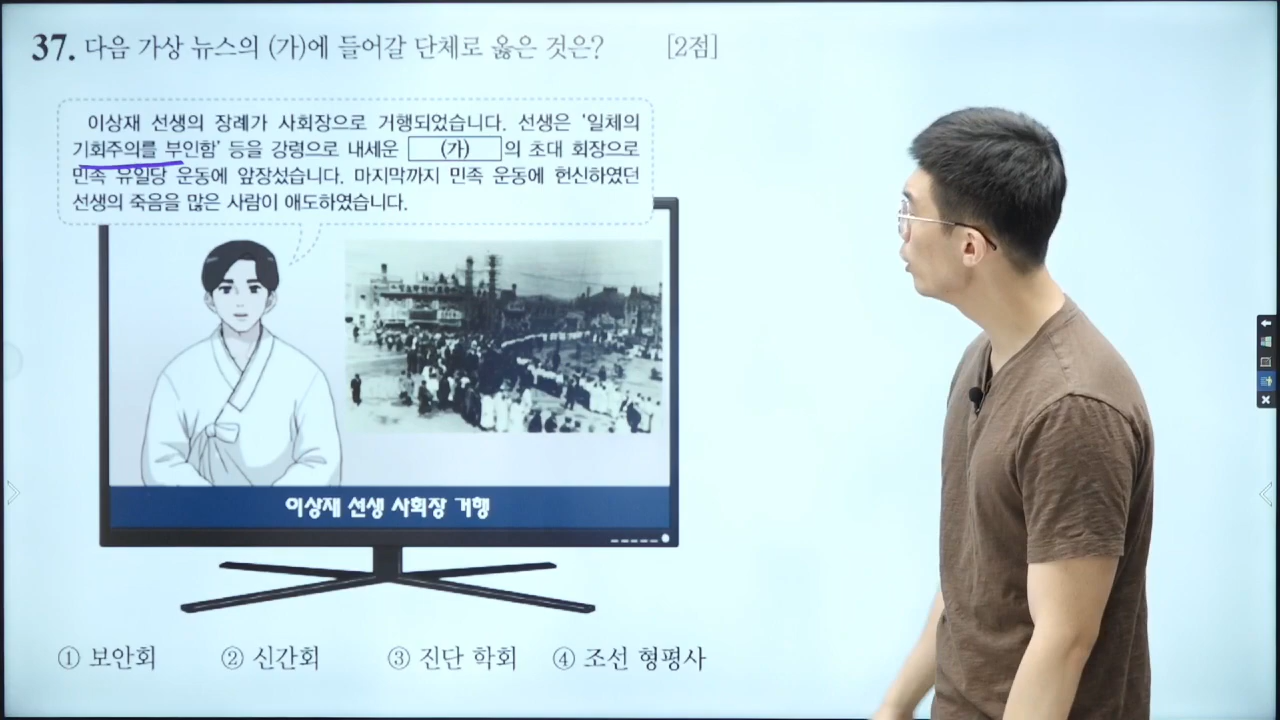 37. 다음 가상 뉴스의 (가)에 들어갈 단체로 옳은 것은? [2점]
이상재 선생의 장례가 사회장으로 거행되었습니다. 선생은 '일체의
기회주의를 부인함' 등을 강령으로 내세운 (가) 의 초대 회장으로
민족 유일당 운동에 앞장섰습니다. 마지막까지 민족 운동에 헌신하였던
선생의 죽음을 많은 사람이 애도하였습니다.
이상재 선생 사회장 거행
① 보안회 ② 신간회 ③ 진단 학회 ④ 조선 형평사